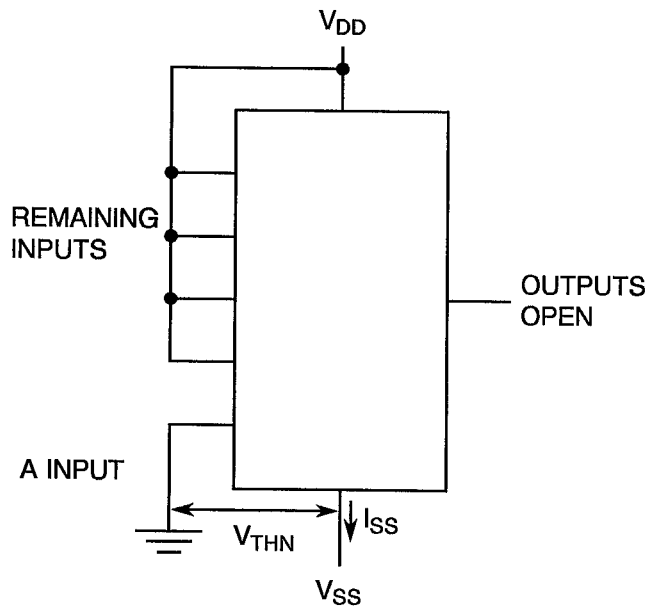 VDD
REMAINING
INPUTS
OUTPUTS
OPEN
A INPUT
VTHN
ISS
VSS